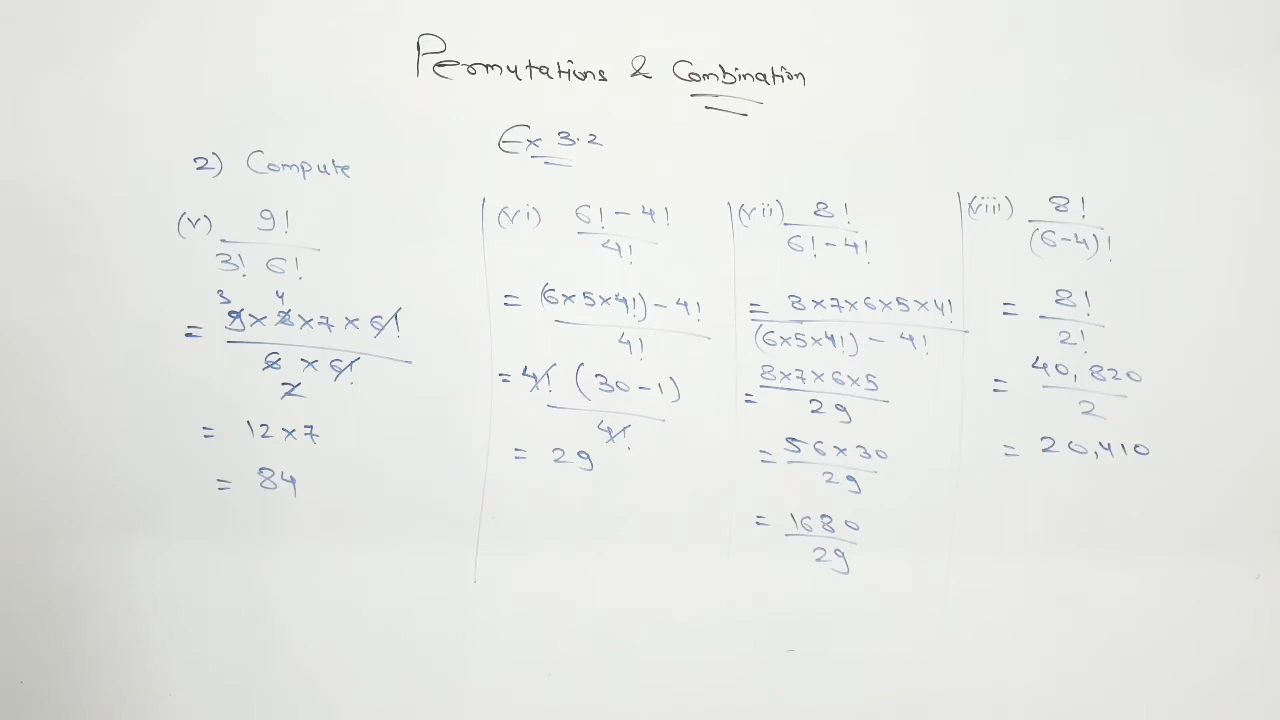 Permutations & Combination
Ex 3.2
2) Compute
(v) 9! / 3! 6!
= 9×8×7×6! / 6×6!
3 4
2
= 12×7
= 84
(vi) 6! - 4! / 4!
= (6×5×4!) - 4! / 4!
= 4! (30-1) / 4!
= 29
(vii) 8! / 6! - 4!
= 8×7×6×5×4! / (6×5×4!) - 4!
= 8×7×6×5 / 29
= 56×30 / 29
= 1680 / 29
(viii) 8! / (6-4)!
= 8! / 2!
= 40,820 / 2
= 20,410